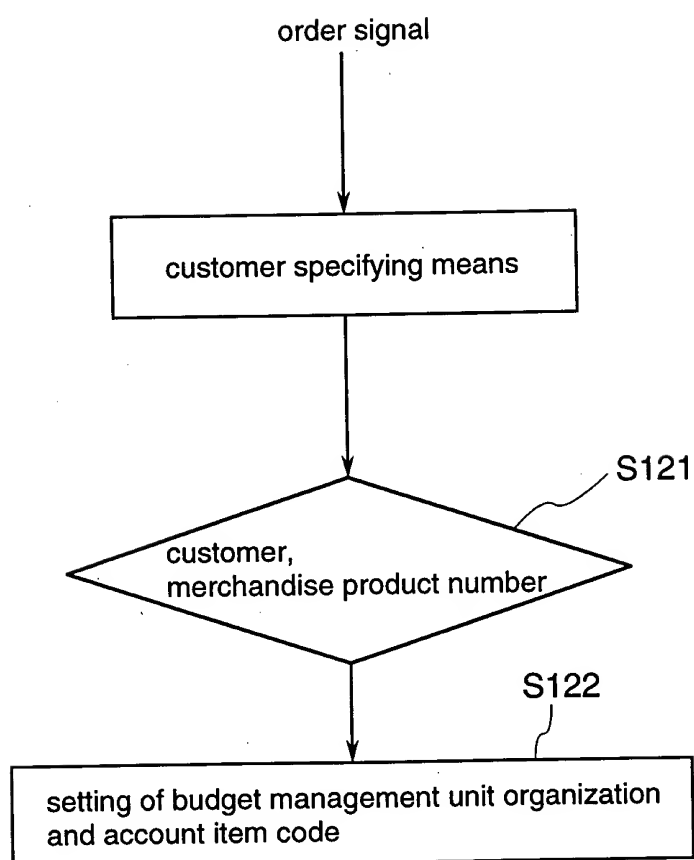 order signal
customer specifying means
S121
customer,
merchandise product number
S122
setting of budget management unit organization
and account item code